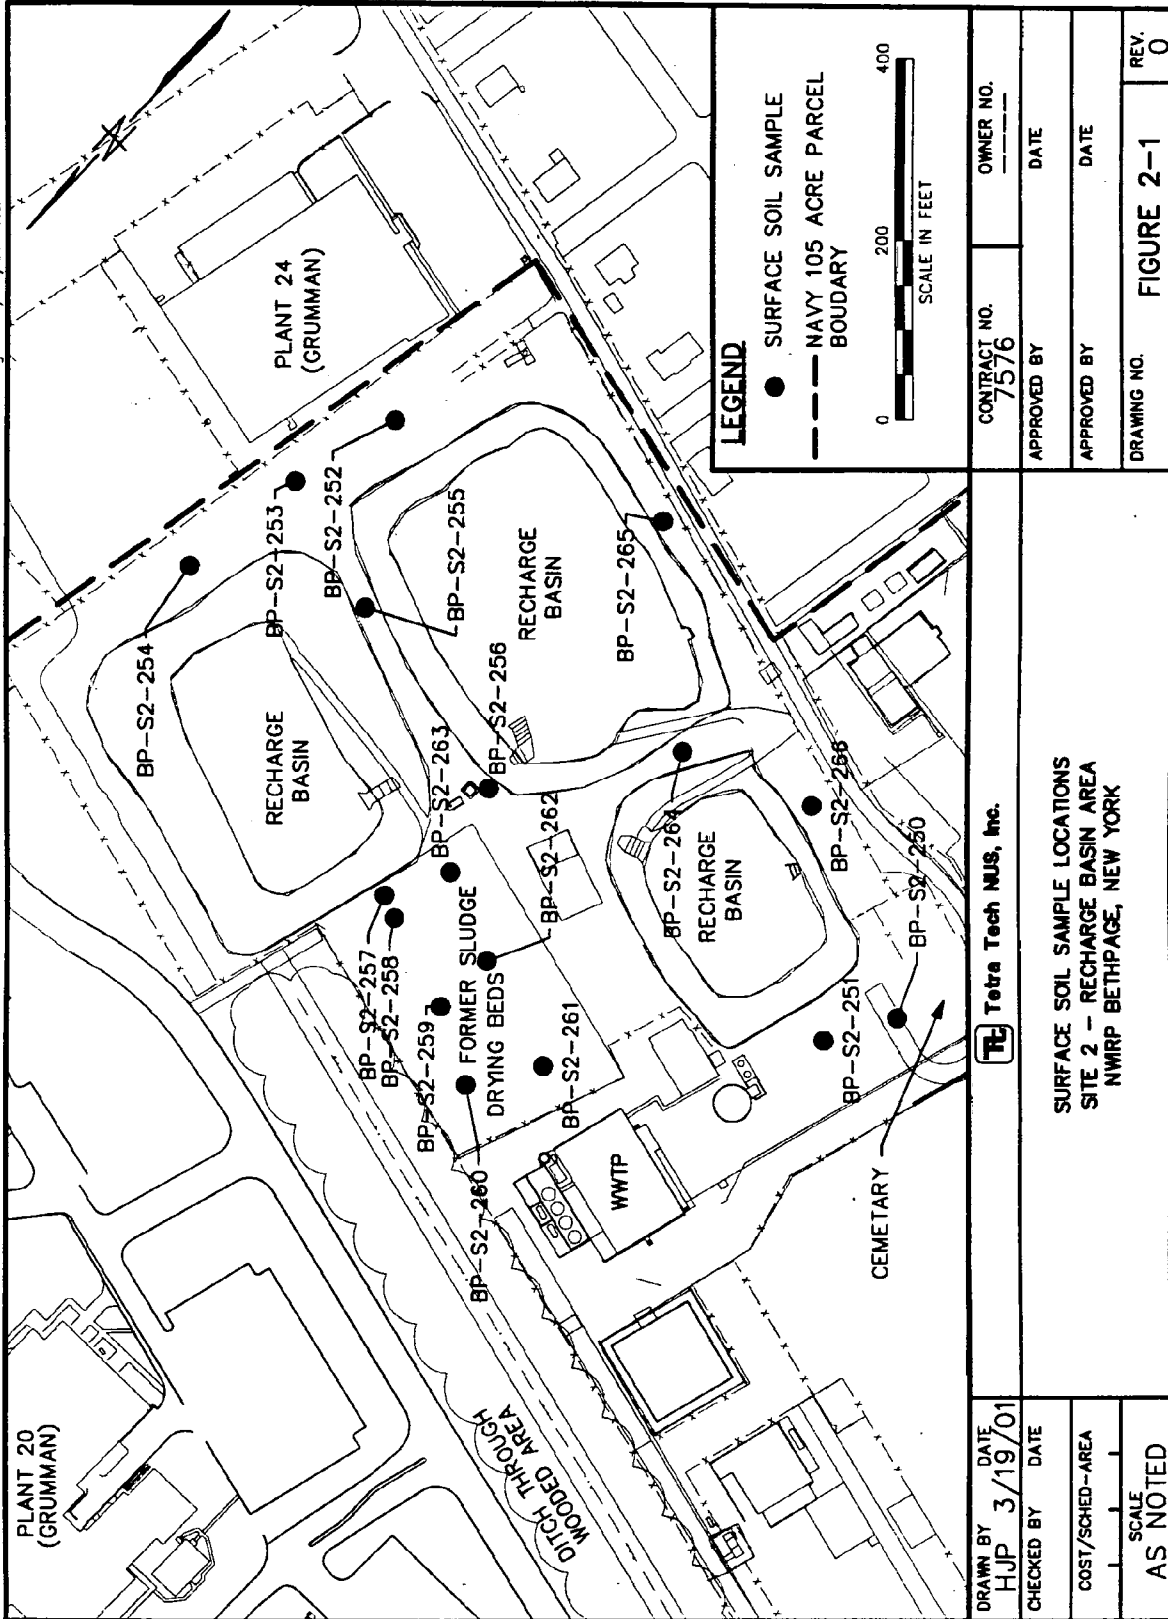 PLANT 20
(GRUMMAN)
PLANT 24
(GRUMMAN)
BP-S2-254
BP-S2-253
BP-S2-252
BP-S2-255
RECHARGE
BASIN
RECHARGE
BASIN
BP-S2-265
BP-S2-256
BP-S2-263
BP-S2-262
BP-S2-257
BP-S2-258
BP-S2-259
FORMER SLUDGE
DRYING BEDS
BP-S2-260
BP-S2-261
BP-S2-264
RECHARGE
BASIN
BP-S2-266
BP-S2-250
BP-S2-251
WWTP
CEMETARY
DITCH THROUGH
WOODED AREA
LEGEND
SURFACE SOIL SAMPLE
NAVY 105 ACRE PARCEL
BOUDARY
0 200 400
SCALE IN FEET
DRAWN BY DATE
HJP 3/19/01
CHECKED BY DATE
COST/SCHED-AREA
SCALE
AS NOTED
Tt Tetra Tech NUS, Inc.
SURFACE SOIL SAMPLE LOCATIONS
SITE 2 - RECHARGE BASIN AREA
NWIRP BETHPAGE, NEW YORK
CONTRACT NO.
7576
OWNER NO.
APPROVED BY DATE
APPROVED BY DATE
DRAWING NO.
FIGURE 2-1
REV.
0